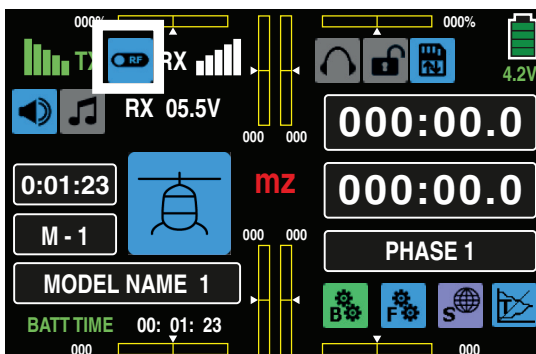 000%
000%
TX
RF
RX
4.2V
RX 05.5V
000 000
000:00.0
0:01:23
mz
000:00.0
M - 1
000 000
PHASE 1
MODEL NAME 1
B
F
S
T
BATT TIME 00: 01: 23
000
000